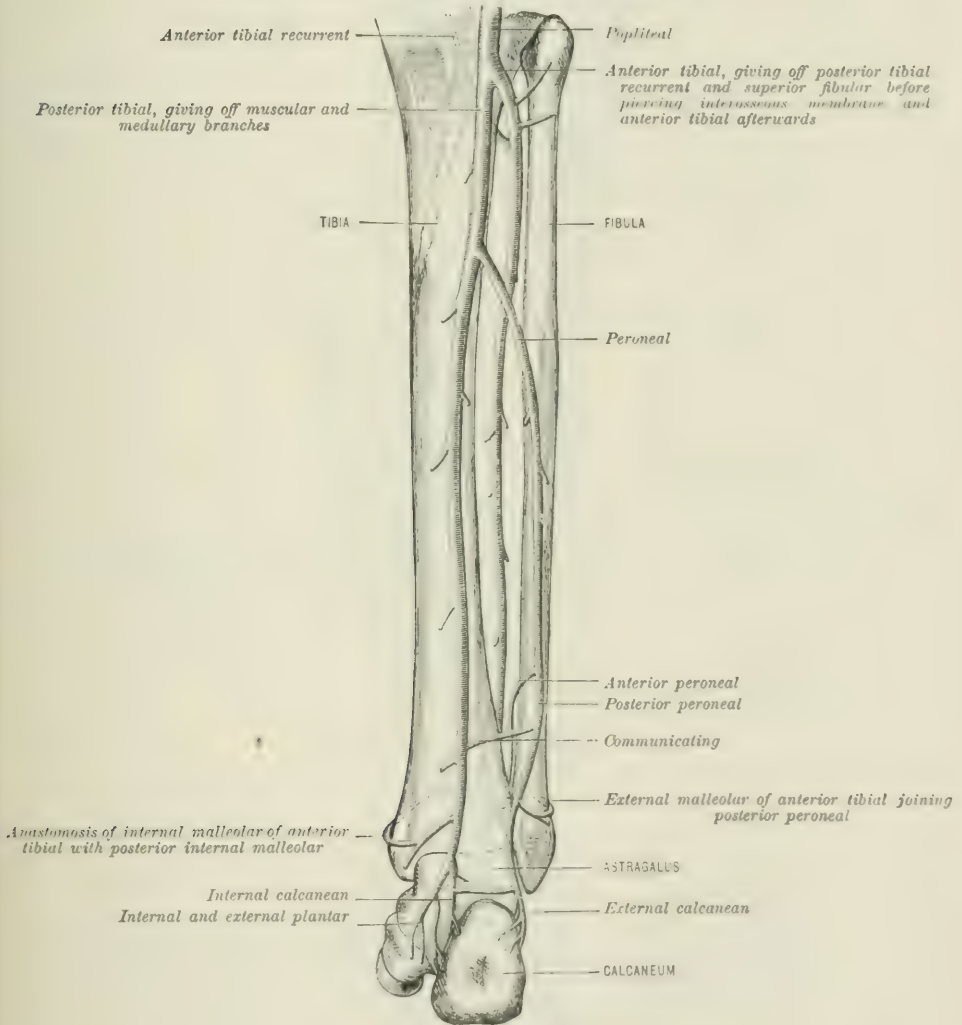 Anterior tibial recurrent
Popliteal
Anterior tibial, giving off posterior tibial
recurrent and superior fibular before
piercing interosseous membrane and
anterior tibial afterwards
Posterior tibial, giving off muscular and
medullary branches
TIBIA
FIBULA
Peroneal
Anterior peroneal
Posterior peroneal
Communicating
External malleolar of anterior tibial joining
posterior peroneal
Anastomosis of internal malleolar of anterior
tibial with posterior internal malleolar
ASTRAGALUS
Internal calcanean
Internal and external plantar
External calcanean
CALCANEUM